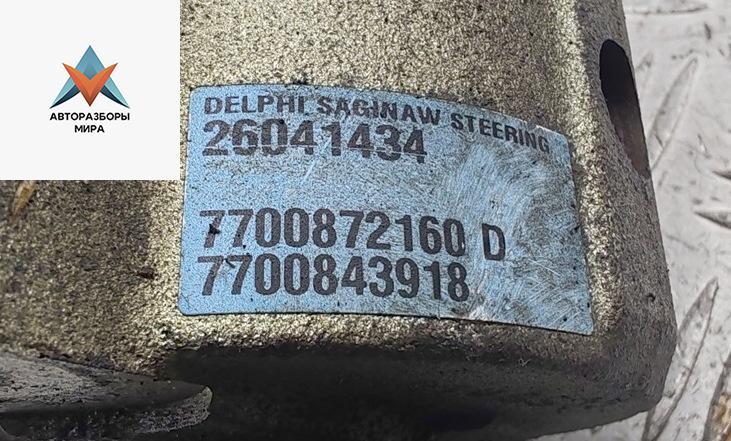 АВТОРАЗБОРЫ
МИРА
DELPHI SAGINAW STEERING
26041434
7700872160 D
7700843918